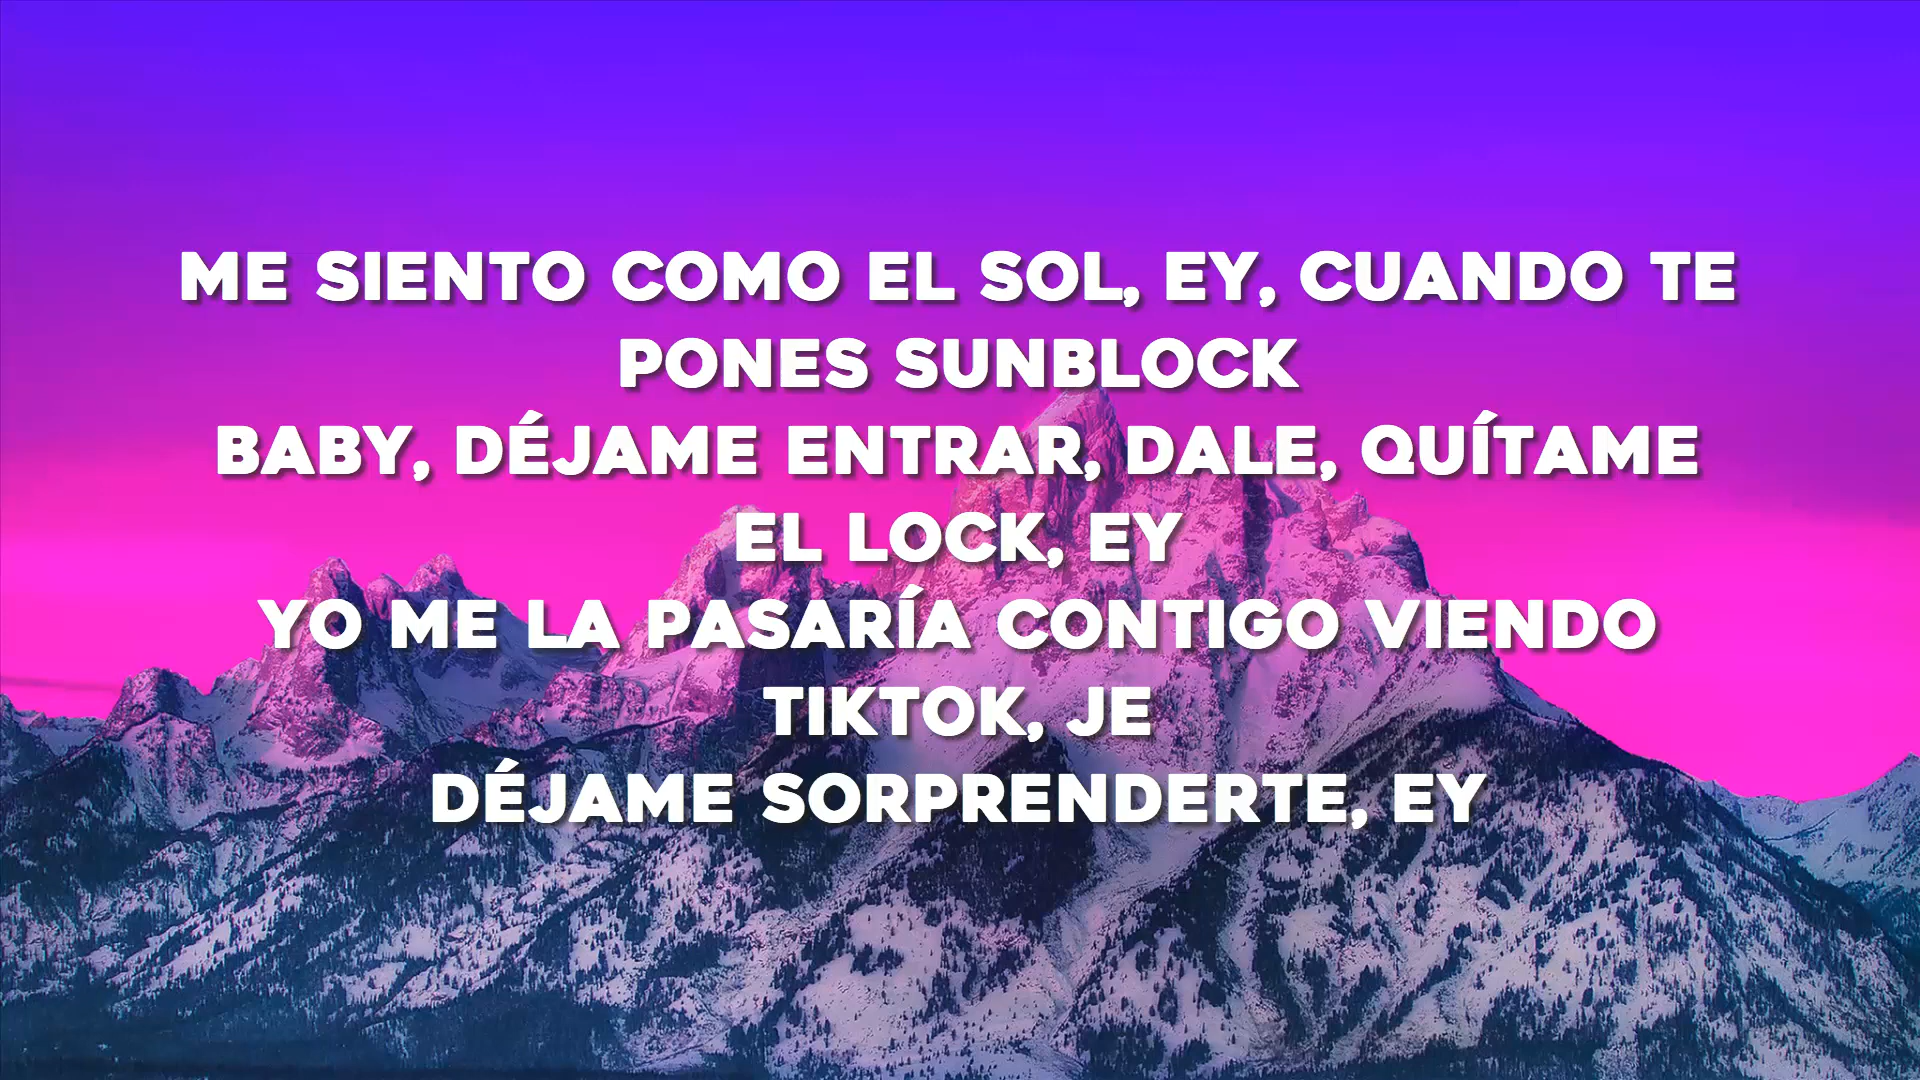 ME SIENTO COMO EL SOL, EY, CUANDO TE
PONES SUNBLOCK
BABY, DÉJAME ENTRAR, DALE, QUÍTAME
EL LOCK, EY
YO ME LA PASARÍA CONTIGO VIENDO
TIKTOK, JE
DÉJAME SORPRENDERTE, EY